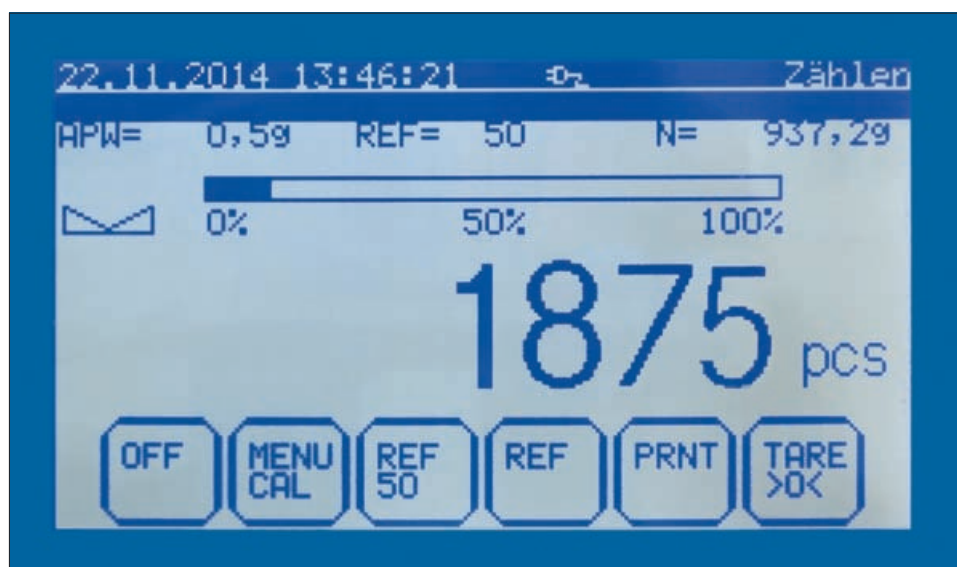 22.11.2014 13:46:21 Zählen
APW= 0,5g REF= 50 N= 937,2g
0% 50% 100%
1875 pcs
OFF MENU CAL REF 50 REF PRNT TARE >0<